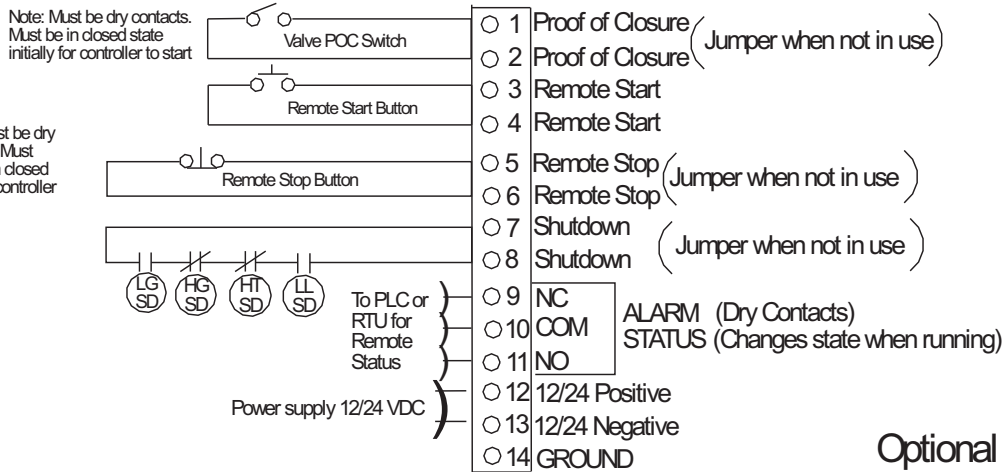 Note: Must be dry contacts.
Must be in closed state
initially for controller to start
Valve POC Switch
1 Proof of Closure
2 Proof of Closure
(Jumper when not in use)
Remote Start Button
3 Remote Start
4 Remote Start
be dry
Must
closed
controller
Remote Stop Button
5 Remote Stop
6 Remote Stop
(Jumper when not in use)
7 Shutdown
8 Shutdown
(Jumper when not in use)
LG SD
HG SD
HT SD
LL SD
To PLC or
RTU for
Remote
Status
9 NC
10 COM
11 NO
ALARM (Dry Contacts)
STATUS (Changes state when running)
Power supply 12/24 VDC
12 12/24 Positive
13 12/24 Negative
14 GROUND
Optional